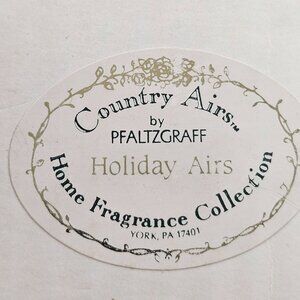 Country Airs™
by
PFALTZGRAFF
Holiday Airs
Home Fragrance Collection
YORK, PA 17401